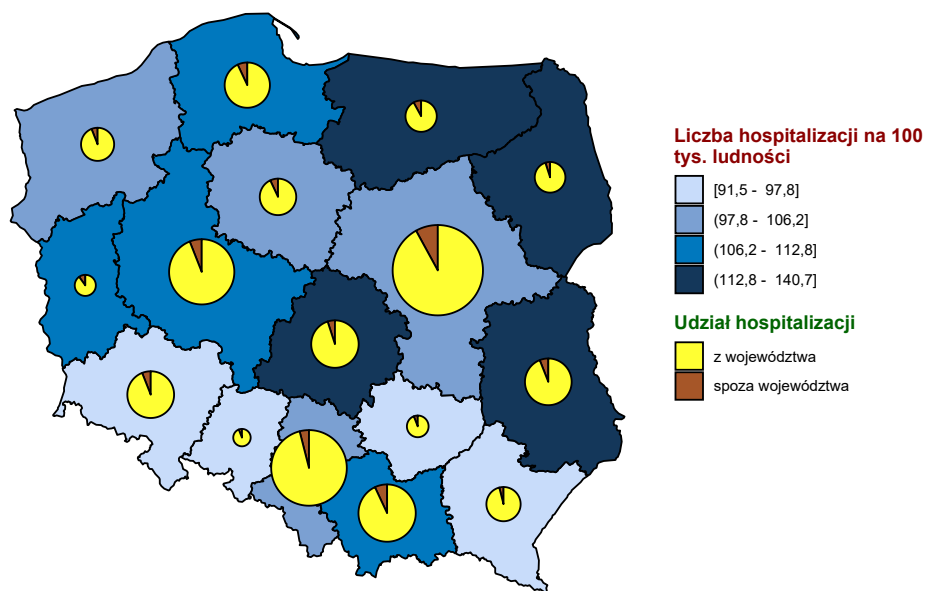 Liczba hospitalizacji na 100
tys. ludności
[91,5 - 97,8]
(97,8 - 106,2]
(106,2 - 112,8]
(112,8 - 140,7]
Udział hospitalizacji
z województwa
spoza województwa